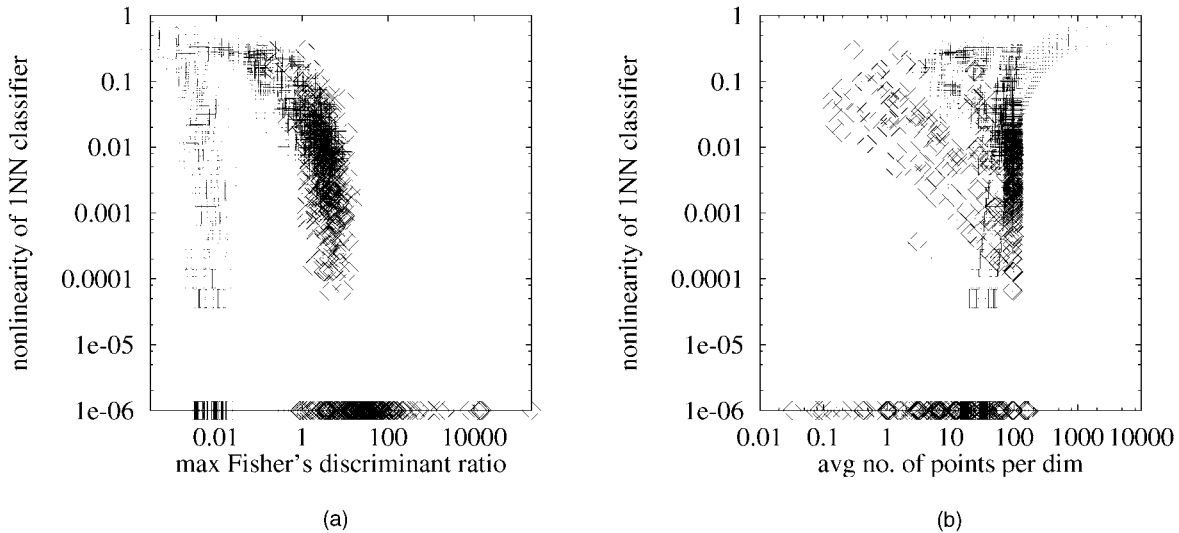 1
0.1
0.01
0.001
0.0001
1e-05
1e-06
0.01 1 100 10000
nonlinearity of 1NN classifier
max Fisher's discriminant ratio
(a)
1
0.1
0.01
0.001
0.0001
1e-05
1e-06
0.01 0.1 1 10 100 1000 10000
nonlinearity of 1NN classifier
avg no. of points per dim
(b)